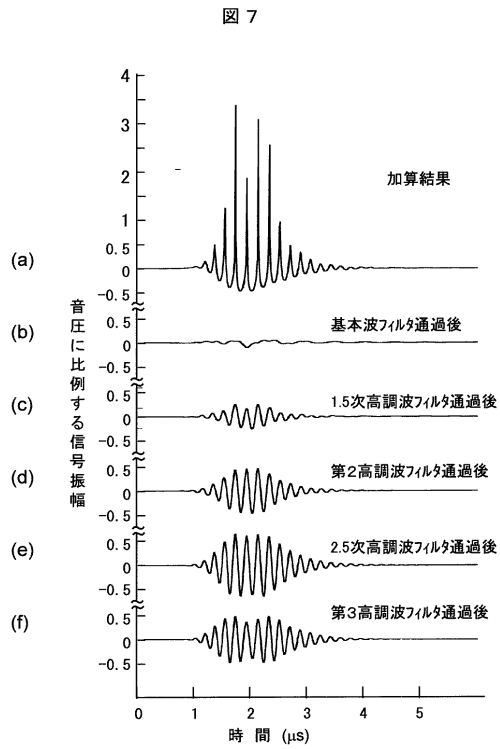 図 7
4
3
2
1
0.5
0
-0.5
加算結果
(a)
音圧に比例する信号振幅
0.5
0
-0.5
基本波フィルタ通過後
(b)
0.5
0
-0.5
1.5次高調波フィルタ通過後
(c)
0.5
0
-0.5
第2高調波フィルタ通過後
(d)
0.5
0
-0.5
2.5次高調波フィルタ通過後
(e)
0.5
0
-0.5
第3高調波フィルタ通過後
(f)
0 1 2 3 4 5
時 間 (μs)